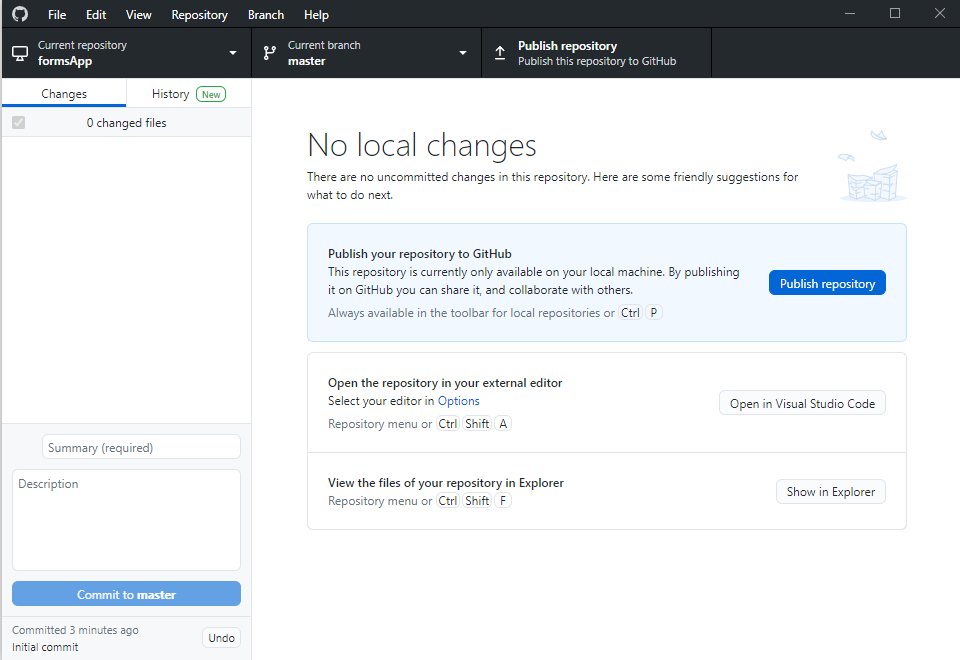 File Edit View Repository Branch Help
Current repository
formsApp
Current branch
master
Publish repository
Publish this repository to GitHub
Changes
History New
0 changed files
No local changes
There are no uncommitted changes in this repository. Here are some friendly suggestions for
what to do next.
Publish your repository to GitHub
This repository is currently only available on your local machine. By publishing
it on GitHub you can share it, and collaborate with others.
Always available in the toolbar for local repositories or Ctrl P
Publish repository
Open the repository in your external editor
Select your editor in Options
Repository menu or Ctrl Shift A
Open in Visual Studio Code
View the files of your repository in Explorer
Repository menu or Ctrl Shift F
Show in Explorer
Summary (required)
Description
Commit to master
Committed 3 minutes ago
Initial commit
Undo